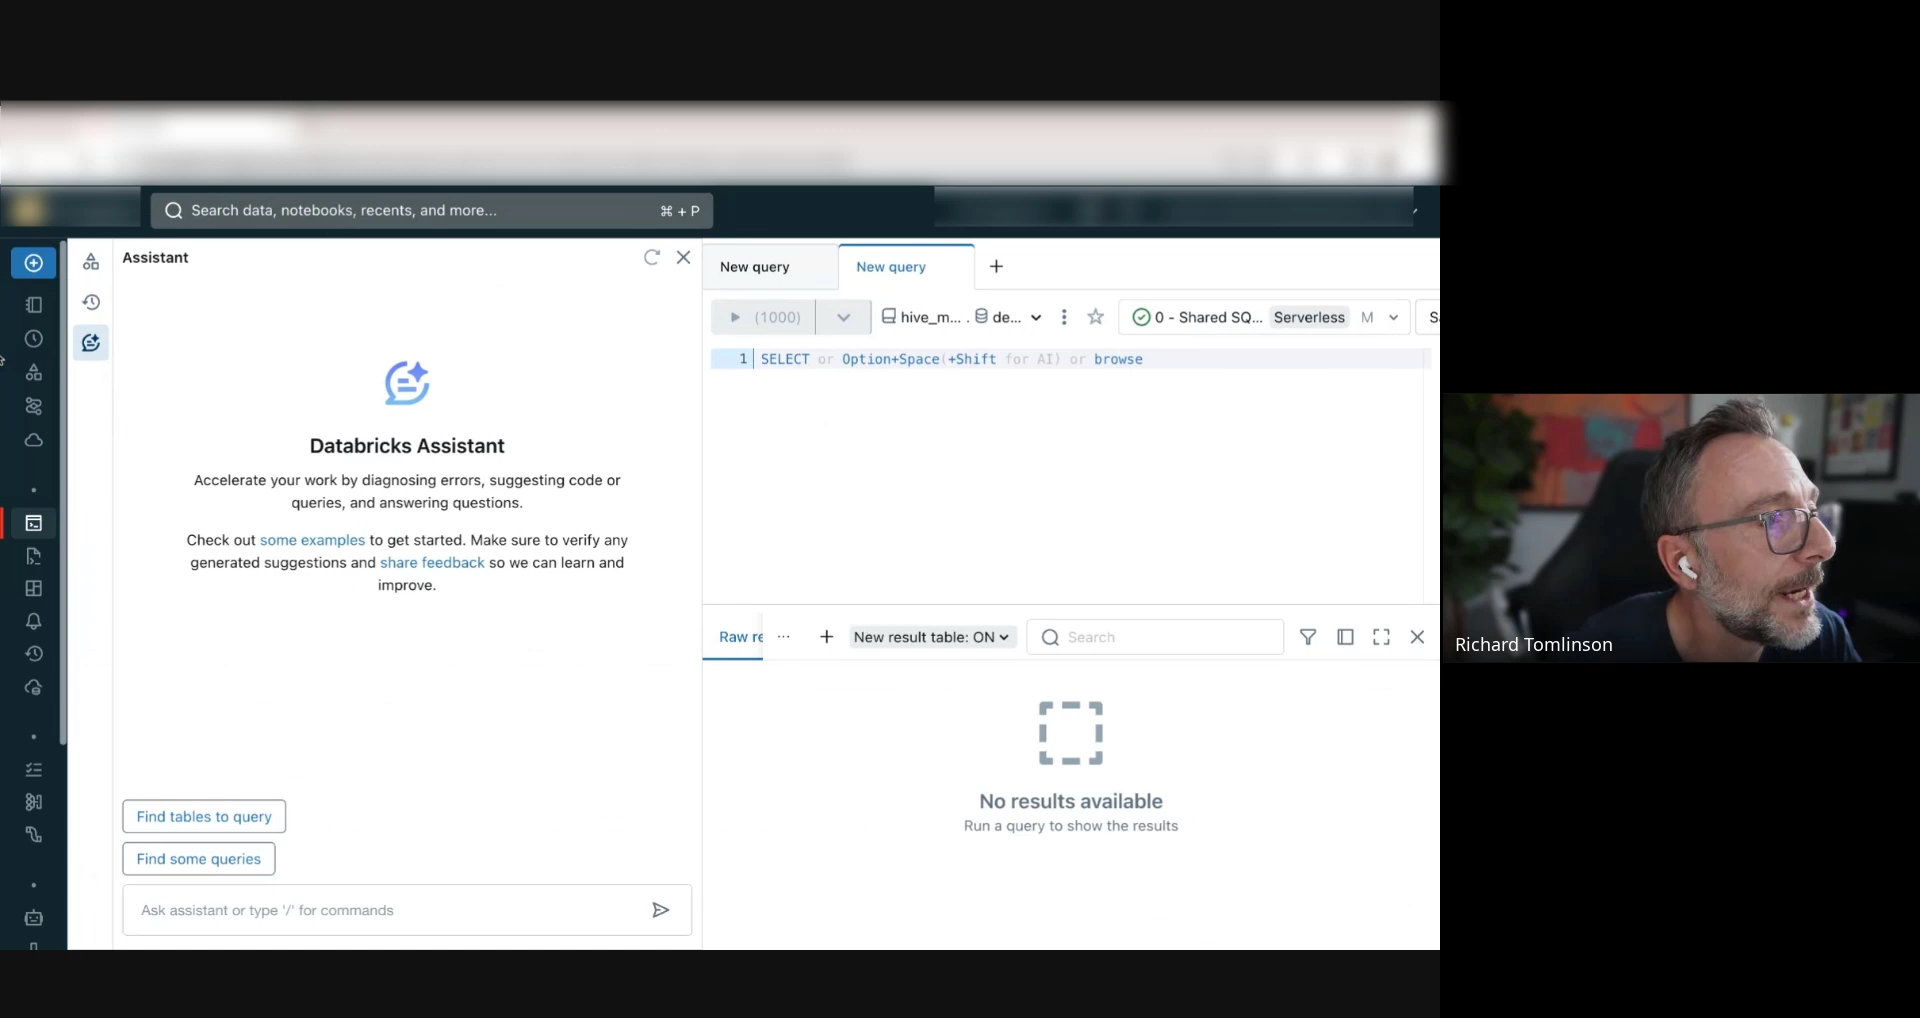 Search data, notebooks, recents, and more... ⌘ + P
Assistant
New query
New query
(1000)
hive_m... . de...
0 - Shared SQ... Serverless M
1 SELECT or Option+Space(+Shift for AI) or browse
Databricks Assistant
Accelerate your work by diagnosing errors, suggesting code or
queries, and answering questions.
Check out some examples to get started. Make sure to verify any
generated suggestions and share feedback so we can learn and
improve.
Raw re
New result table: ON
Search
No results available
Run a query to show the results
Find tables to query
Find some queries
Ask assistant or type '/' for commands
Richard Tomlinson